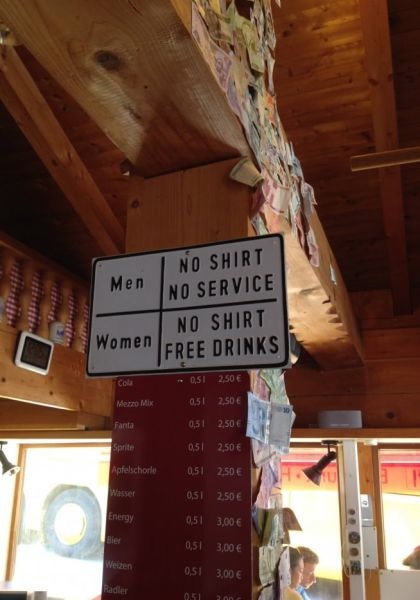 Men NO SHIRT
NO SERVICE
Women NO SHIRT
FREE DRINKS
Cola 0,5 l 2,50 €
Mezzo Mix 0,5 l 2,50 €
Fanta 0,5 l 2,50 €
Sprite 0,5 l 2,50 €
Apfelschorle 0,5 l 2,50 €
Wasser 0,5 l 2,50 €
Energy 0,5 l 3,00 €
Bier 0,5 l 3,00 €
Weizen 0,5 l 3,00 €
Radler 0,5 l 3,00 €